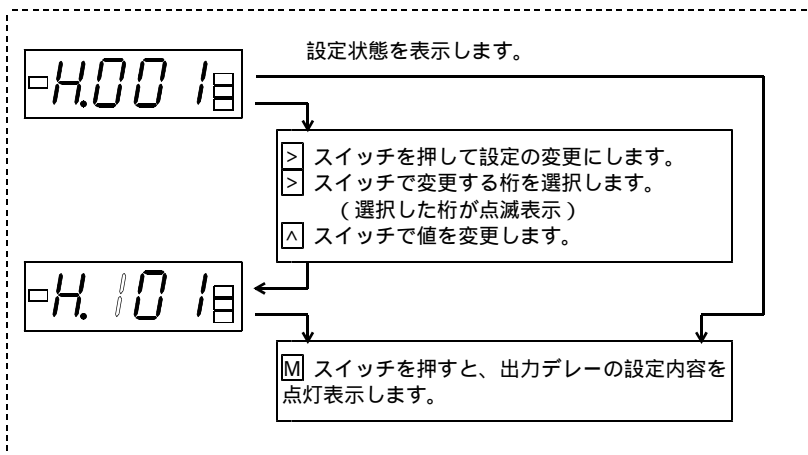 設定状態を表示します。
-H.001
> スイッチを押して設定の変更にします。
> スイッチで変更する桁を選択します。
(選択した桁が点滅表示)
^ スイッチで値を変更します。
-H.101
M スイッチを押すと、出力デレーの設定内容を
点灯表示します。